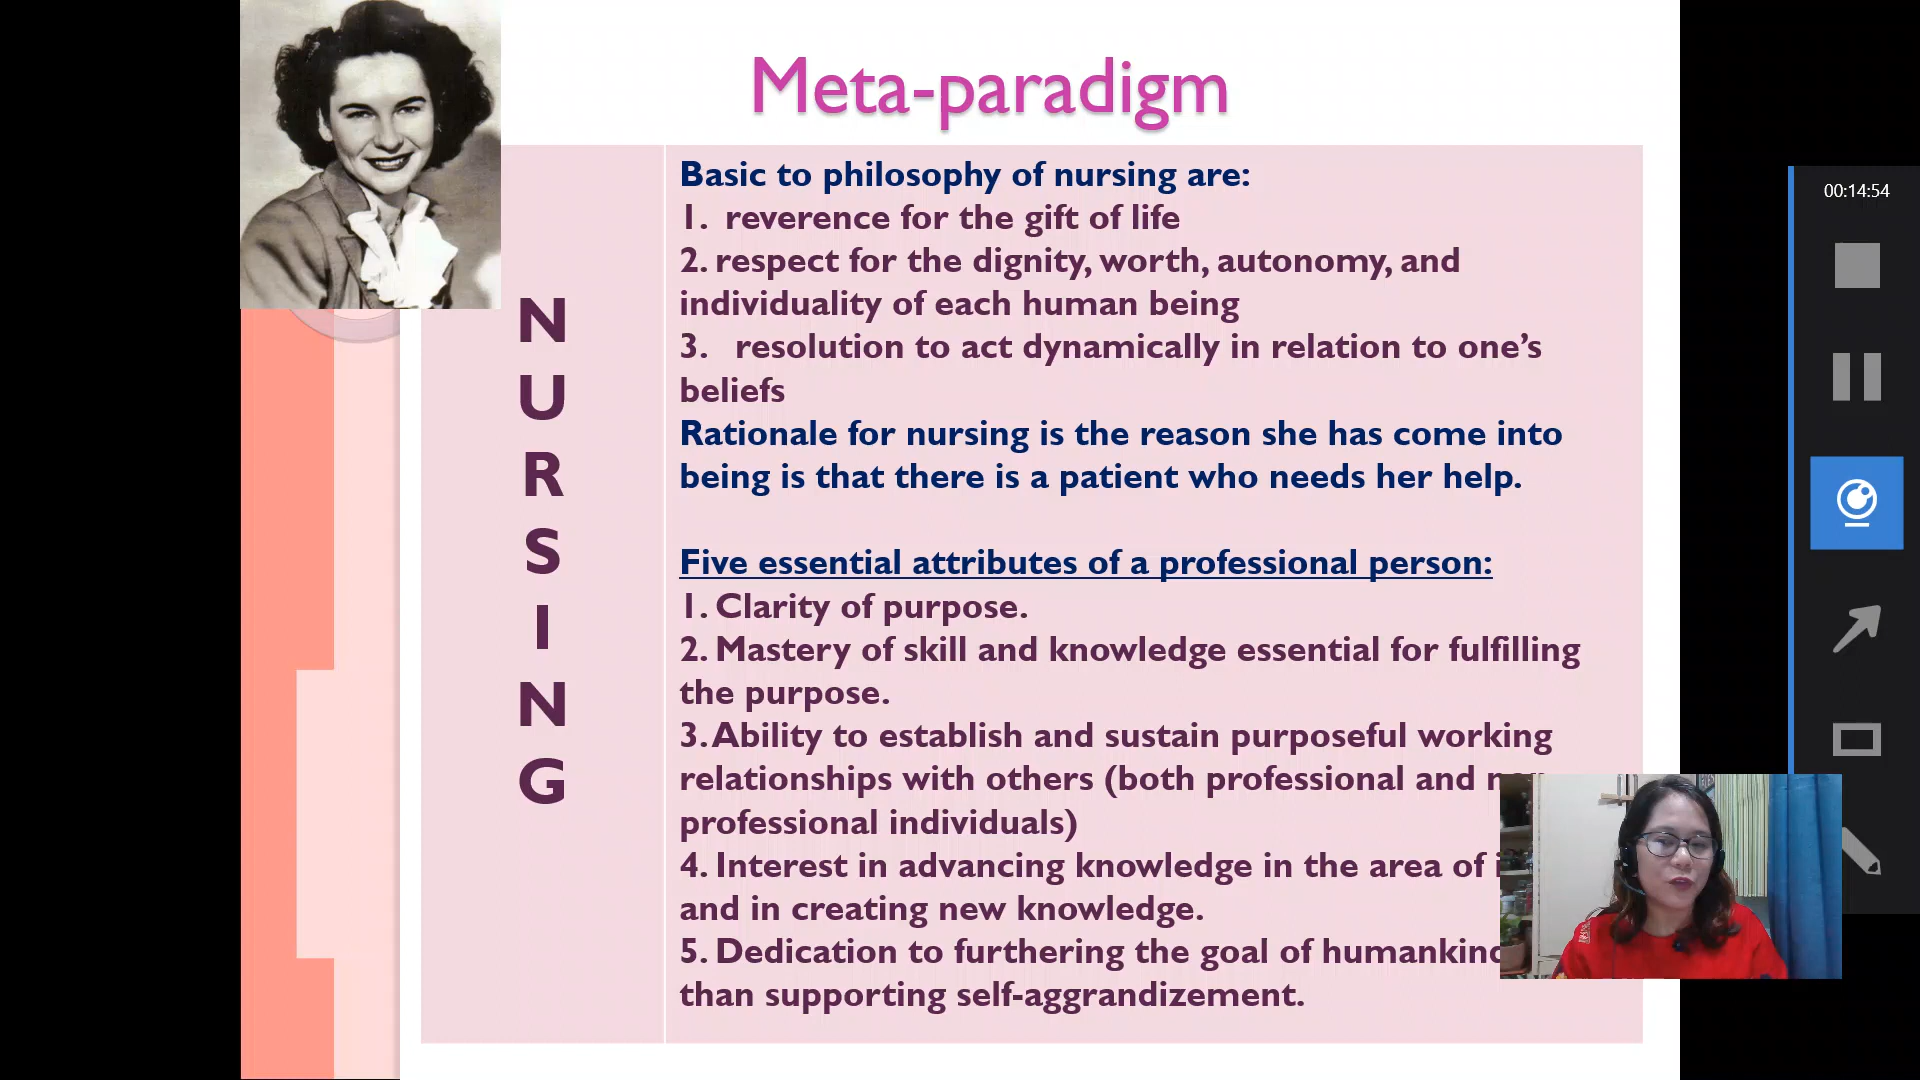 Meta-paradigm
NURSING
Basic to philosophy of nursing are:
1. reverence for the gift of life
2. respect for the dignity, worth, autonomy, and
individuality of each human being
3. resolution to act dynamically in relation to one’s
beliefs
Rationale for nursing is the reason she has come into
being is that there is a patient who needs her help.
Five essential attributes of a professional person:
1. Clarity of purpose.
2. Mastery of skill and knowledge essential for fulfilling
the purpose.
3. Ability to establish and sustain purposeful working
relationships with others (both professional and
professional individuals)
4. Interest in advancing knowledge in the area of
and in creating new knowledge.
5. Dedication to furthering the goal of humankind
than supporting self-aggrandizement.
00:14:54